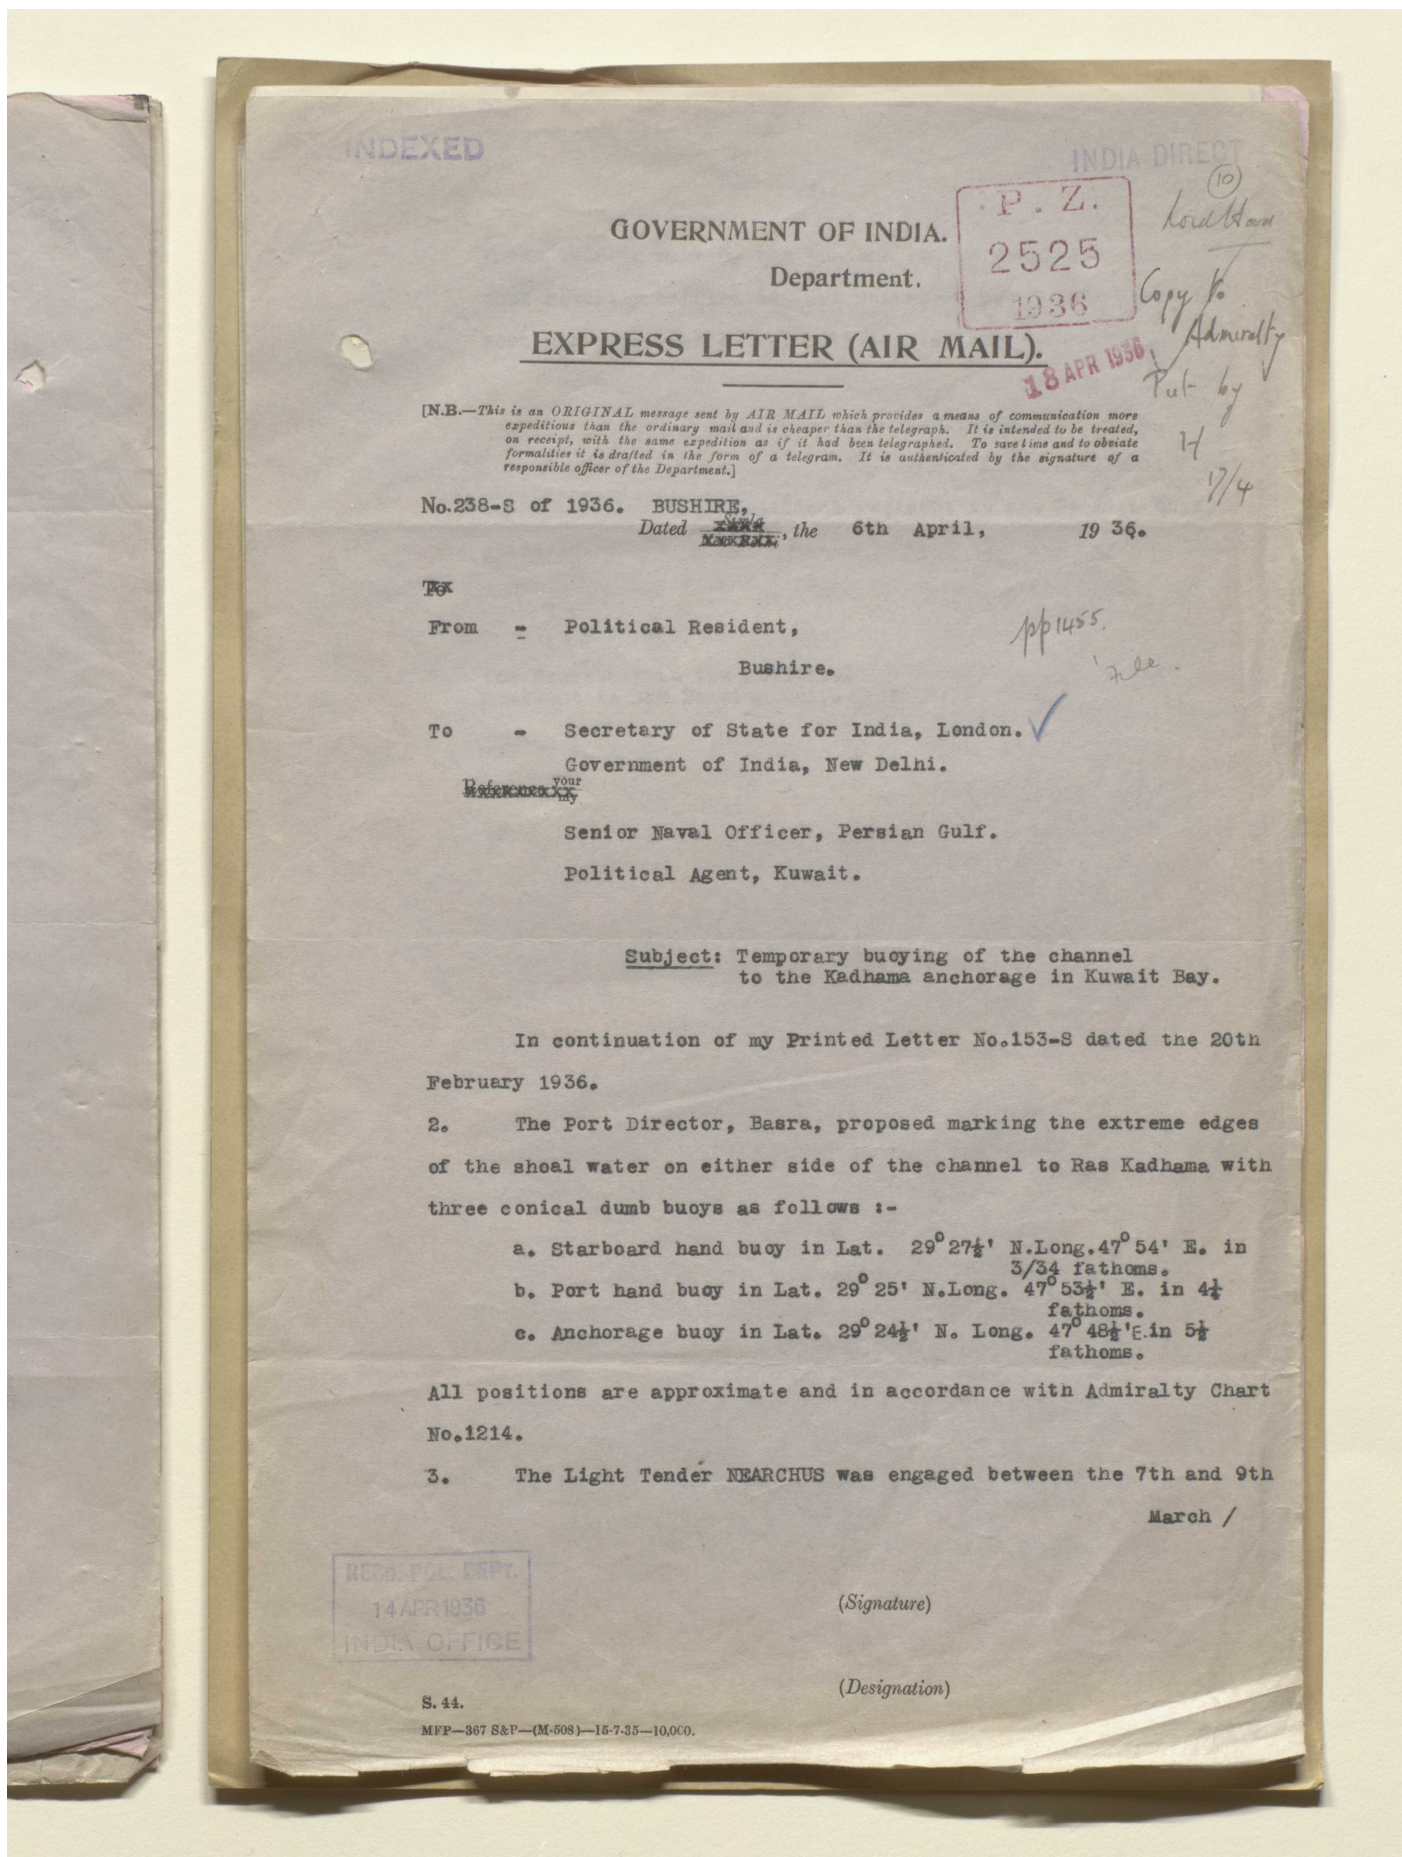 INDEXED
INDIA DIRECT
10
P. Z.
2525
1936
GOVERNMENT OF INDIA.
Department.
Copy to
Admiralty
EXPRESS LETTER (AIR MAIL).
18 APR 1936
Put by
17/4
[N.B.—This is an ORIGINAL message sent by AIR MAIL which provides a means of communication more
expeditious than the ordinary mail and is cheaper than the telegraph. It is intended to be treated,
on receipt, with the same expedition as if it had been telegraphed. To save time and to obviate
formalities it is drafted in the form of a telegram. It is authenticated by the signature of a
responsible officer of the Department.]
No.238-S of 1936. BUSHIRE,
Dated Simla, the 6th April, 19 36.
To
From - Political Resident,
pp 1455.
Bushire.
To - Secretary of State for India, London.
Government of India, New Delhi.
Reference your
my
Senior Naval Officer, Persian Gulf.
Political Agent, Kuwait.
Subject: Temporary buoying of the channel
to the Kadhama anchorage in Kuwait Bay.
In continuation of my Printed Letter No.153-S dated the 20th
February 1936.
2. The Port Director, Basra, proposed marking the extreme edges
of the shoal water on either side of the channel to Ras Kadhama with
three conical dumb buoys as follows :-
a. Starboard hand buoy in Lat. 29° 27½' N.Long.47° 54' E. in
3/34 fathoms.
b. Port hand buoy in Lat. 29° 25' N.Long. 47° 53½' E. in 4¼
fathoms.
c. Anchorage buoy in Lat. 29° 24½' N. Long. 47° 48½'E.in 5½
fathoms.
All positions are approximate and in accordance with Admiralty Chart
No.1214.
3. The Light Tender NEARCHUS was engaged between the 7th and 9th
March /
RECD. POL. DEPT.
14 APR 1936
INDIA OFFICE
(Signature)
(Designation)
S. 44.
MFP—367 S&P—(M-508)—15-7-35—10,000.